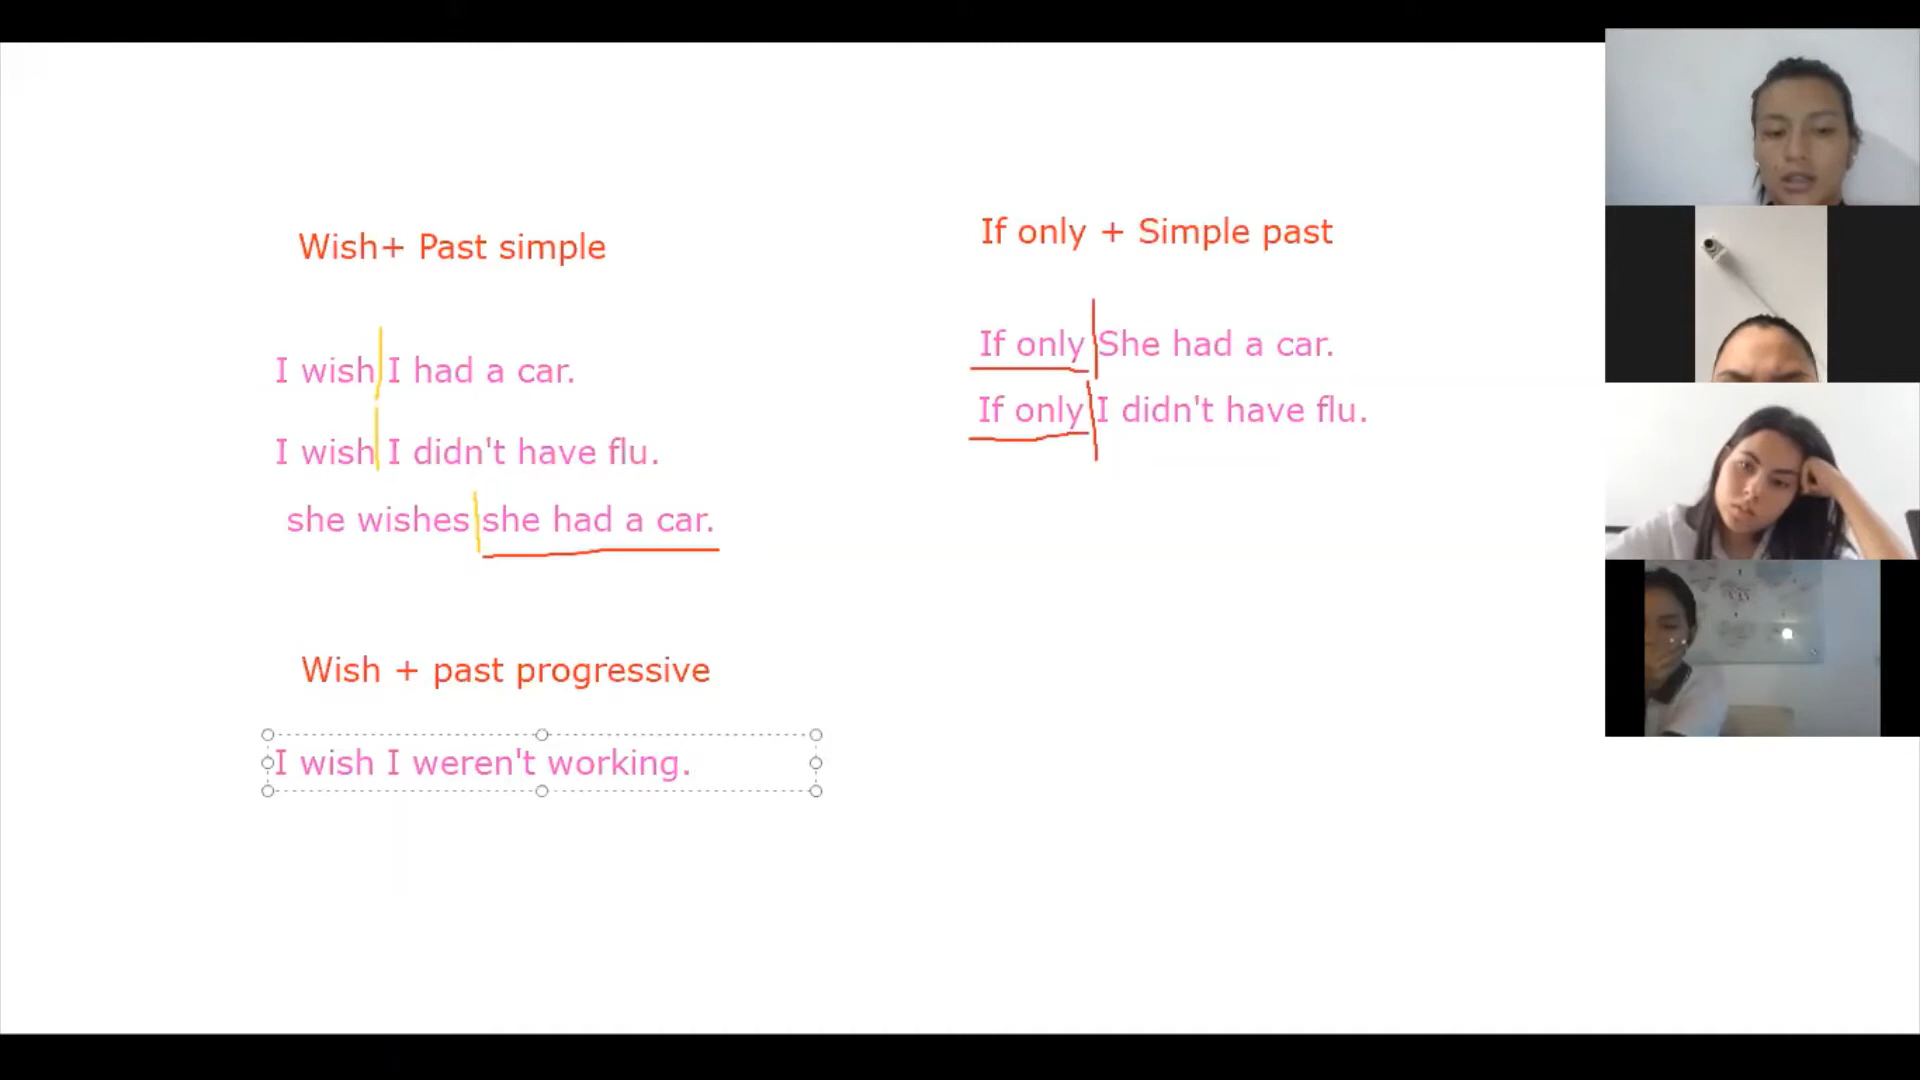 Wish+ Past simple
I wish I had a car.
I wish I didn't have flu.
she wishes she had a car.
Wish + past progressive
I wish I weren't working.
If only + Simple past
If only She had a car.
If only I didn't have flu.